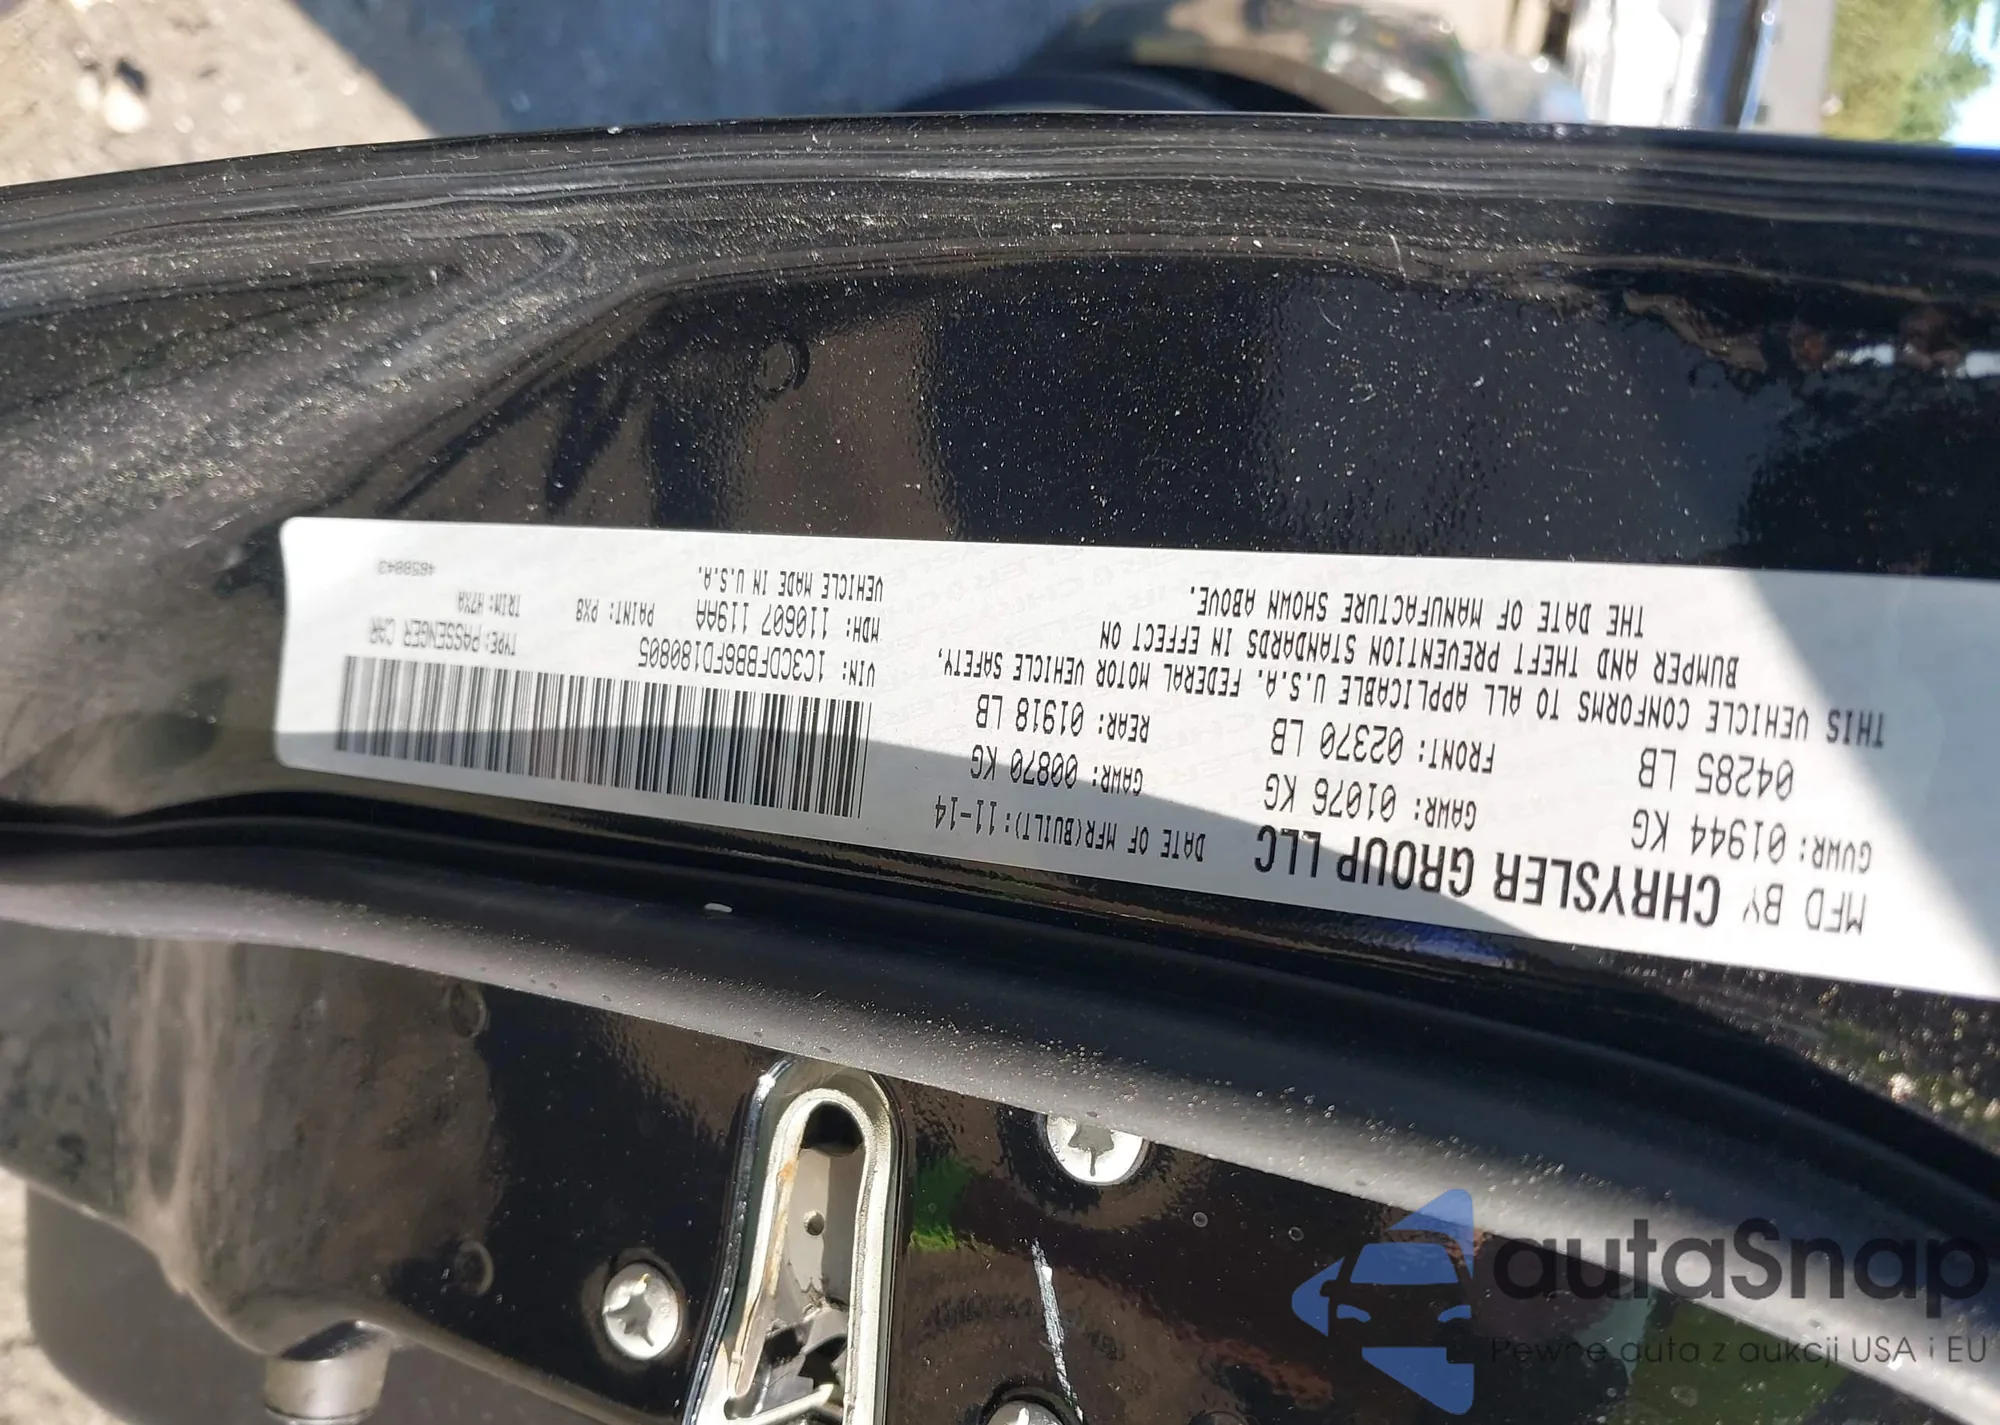 MFD BY CHRYSLER GROUP LLC
DATE OF MFR(BUILT):11-14
GVWR: 01944 KG
04285 LB
GAWR: 01076 KG
FRONT: 02370 LB
GAWR: 00870 KG
REAR: 01918 LB
THIS VEHICLE CONFORMS TO ALL APPLICABLE U.S.A. FEDERAL MOTOR VEHICLE SAFETY,
BUMPER AND THEFT PREVENTION STANDARDS IN EFFECT ON
THE DATE OF MANUFACTURE SHOWN ABOVE.
VIN: 1C3CDFBB6FD180805
TYPE: PASSENGER CAR
MDH: 110607 119AA
PAINT: PX8
TRIM: H7XA
VEHICLE MADE IN U.S.A.
4658043
autaSnap
Pewne auta z aukcji USA i EU